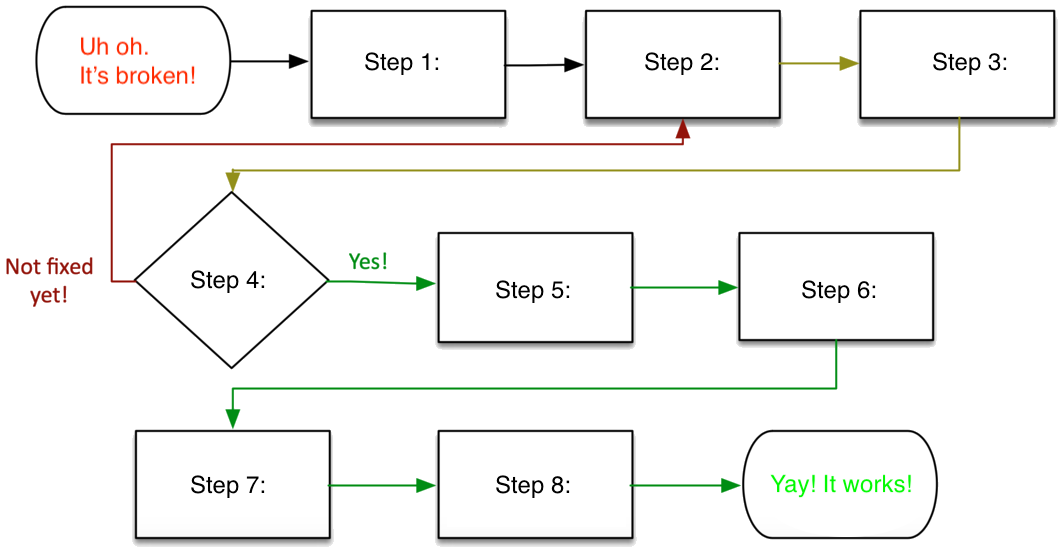 Uh oh.
It's broken!
Step 1:
Step 2:
Step 3:
Not fixed
yet!
Step 4:
Yes!
Step 5:
Step 6:
Step 7:
Step 8:
Yay! It works!